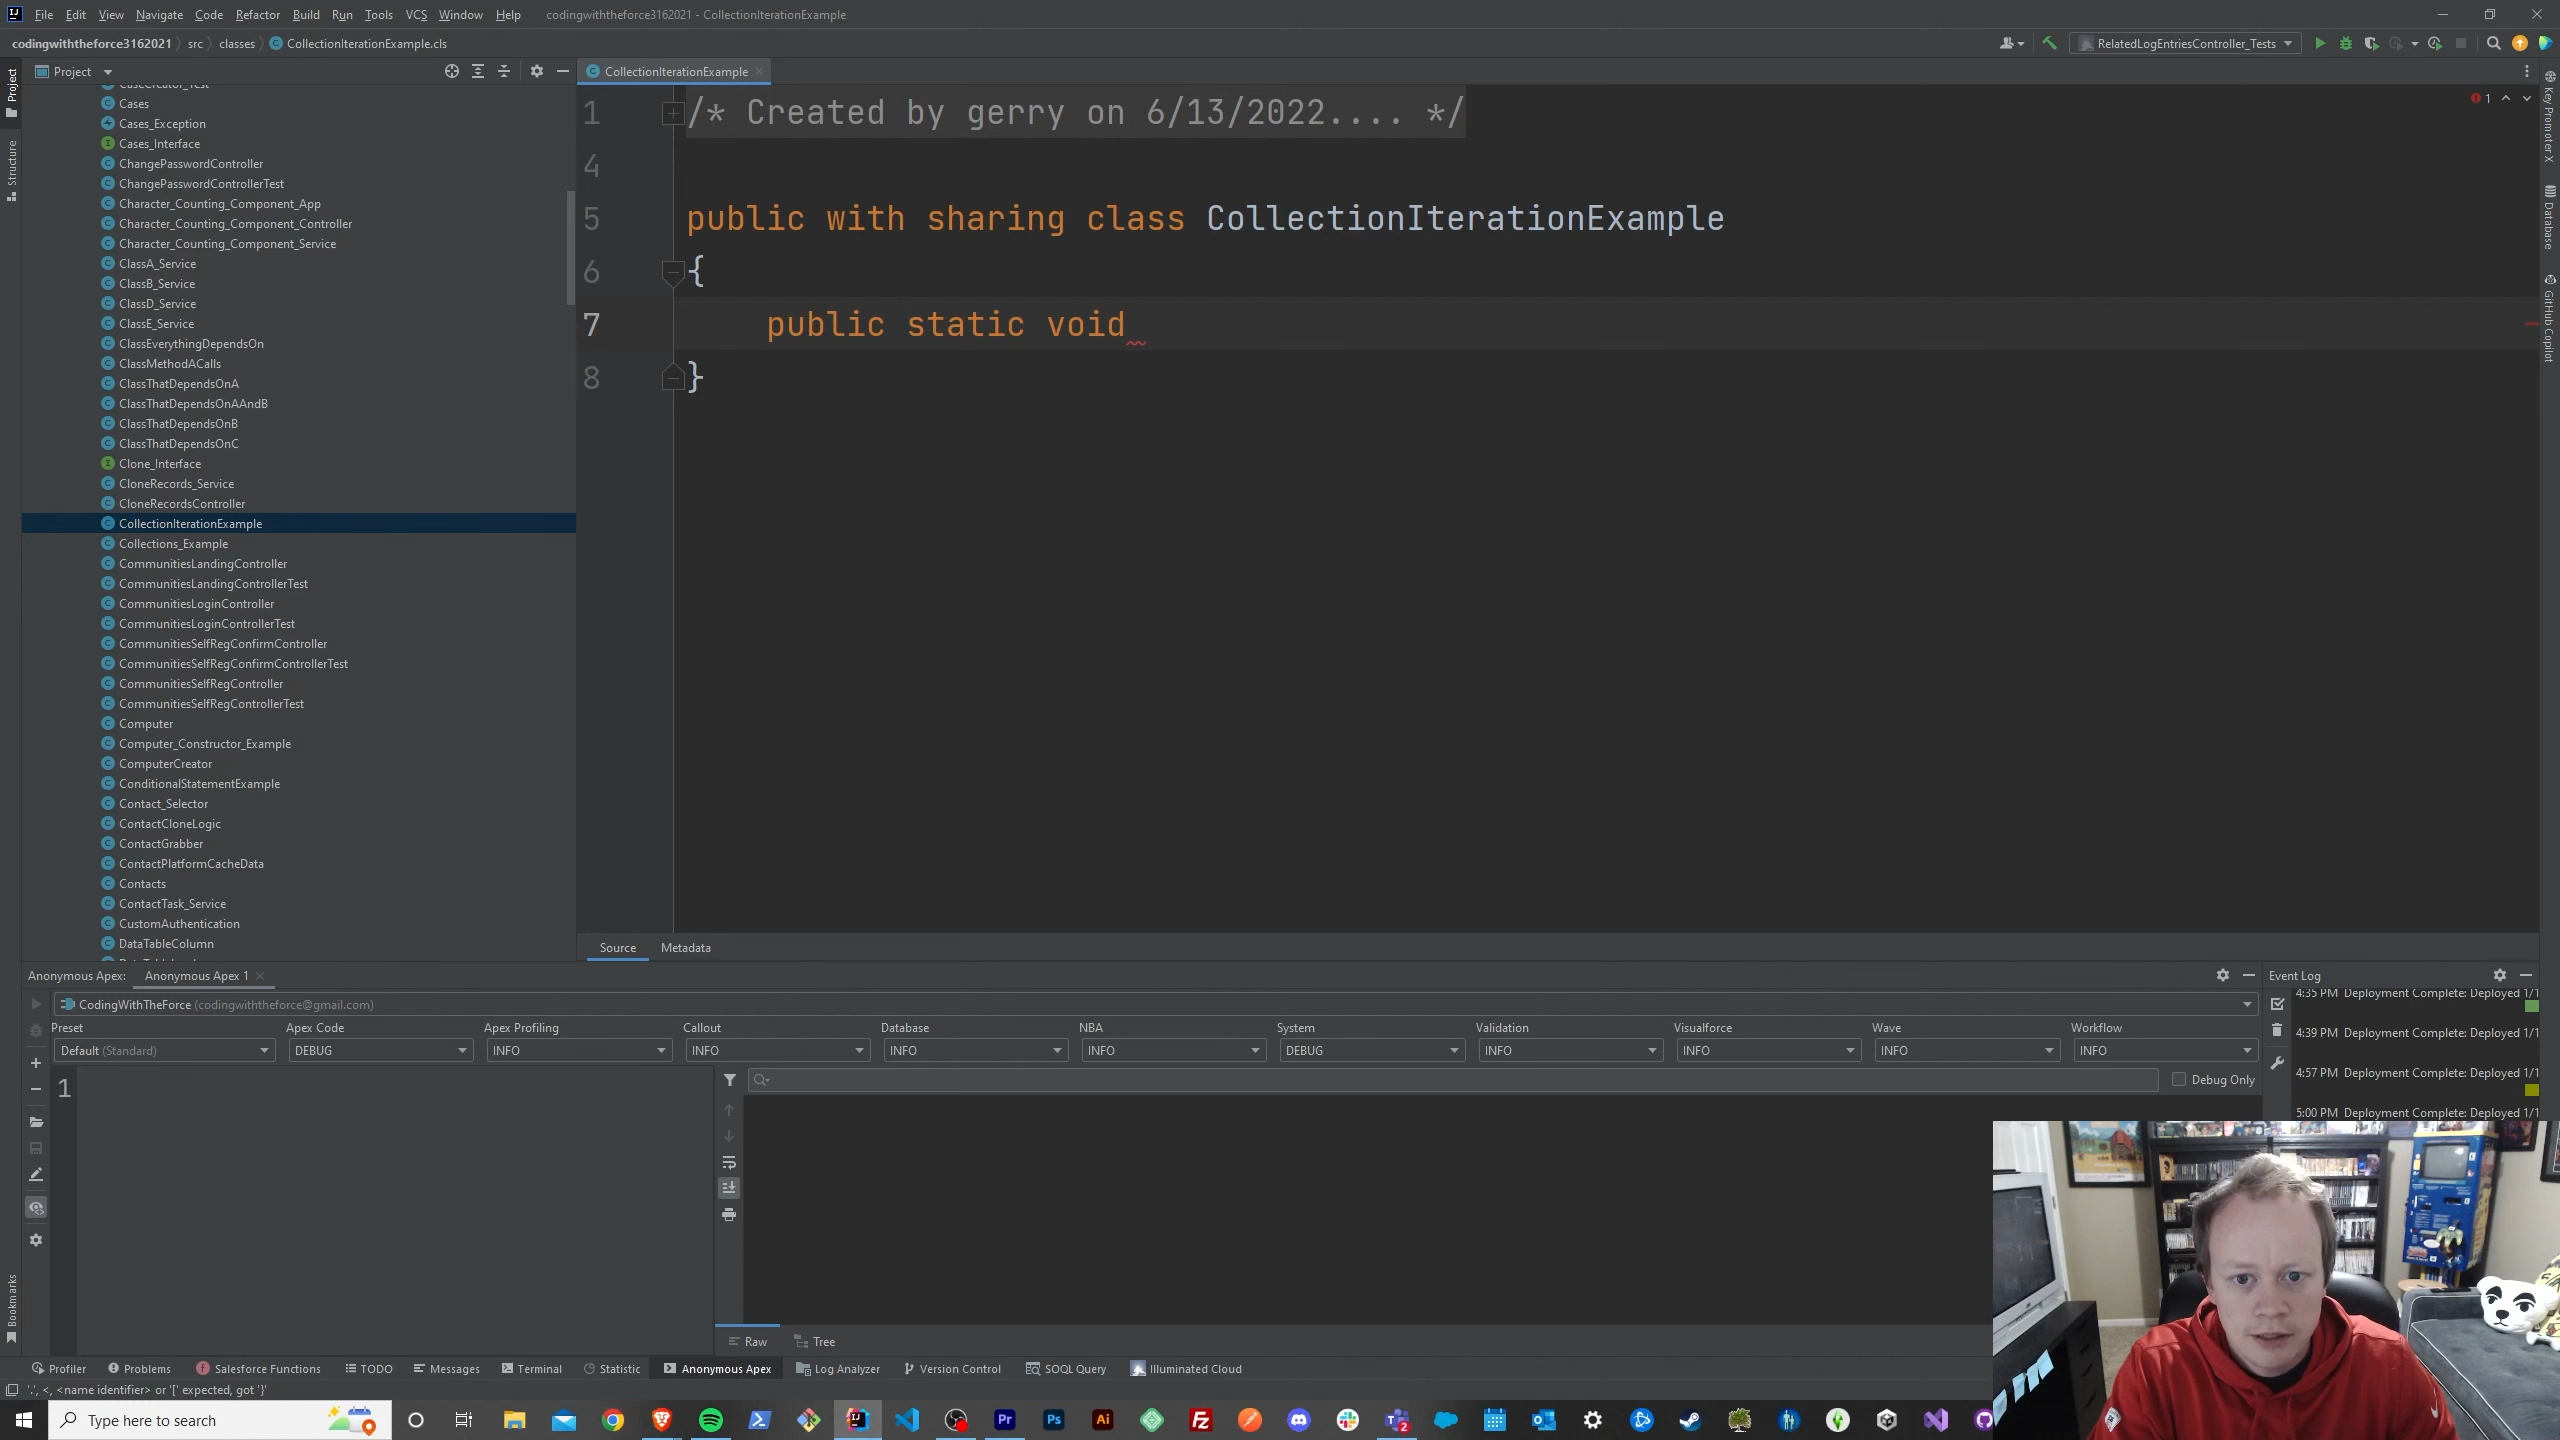 File Edit View Navigate Code Refactor Build Run Tools VCS Window Help codingwiththeforce3162021 - CollectionIterationExample
codingwiththeforce3162021 src classes CollectionIterationExample.cls
RelatedLogEntriesController_Tests
Project
CollectionIterationExample
Project
Structure
Bookmarks
Cases
Cases_Exception
Cases_Interface
ChangePasswordController
ChangePasswordControllerTest
Character_Counting_Component_App
Character_Counting_Component_Controller
Character_Counting_Component_Service
ClassA_Service
ClassB_Service
ClassD_Service
ClassE_Service
ClassEverythingDependsOn
ClassMethodACalls
ClassThatDependsOnA
ClassThatDependsOnAAndB
ClassThatDependsOnB
ClassThatDependsOnC
Clone_Interface
CloneRecords_Service
CloneRecordsController
CollectionIterationExample
Collections_Example
CommunitiesLandingController
CommunitiesLandingControllerTest
CommunitiesLoginController
CommunitiesLoginControllerTest
CommunitiesSelfRegConfirmController
CommunitiesSelfRegConfirmControllerTest
CommunitiesSelfRegController
CommunitiesSelfRegControllerTest
Computer
Computer_Constructor_Example
ComputerCreator
ConditionalStatementExample
Contact_Selector
ContactCloneLogic
ContactGrabber
ContactPlatformCacheData
Contacts
ContactTask_Service
CustomAuthentication
DataTableColumn
1 /* Created by gerry on 6/13/2022.... */
4
5 public with sharing class CollectionIterationExample
6 {
7 public static void
8 }
1
Key Promoter X
Database
GitHub Copilot
Source Metadata
Anonymous Apex: Anonymous Apex 1
CodingWithTheForce (codingwiththeforce@gmail.com)
Preset Apex Code Apex Profiling Callout Database NBA System Validation Visualforce Wave Workflow
Default (Standard) DEBUG INFO INFO INFO INFO DEBUG INFO INFO INFO INFO
1
Debug Only
Event Log
4:35 PM Deployment Complete: Deployed 1/1
4:39 PM Deployment Complete: Deployed 1/1
4:57 PM Deployment Complete: Deployed 1/1
5:00 PM Deployment Complete: Deployed 1/1
Raw Tree
Profiler Problems Salesforce Functions TODO Messages Terminal Statistic Anonymous Apex Log Analyzer Version Control SOQL Query Illuminated Cloud
'.', <, <name identifier> or '[' expected, got '}'
Type here to search